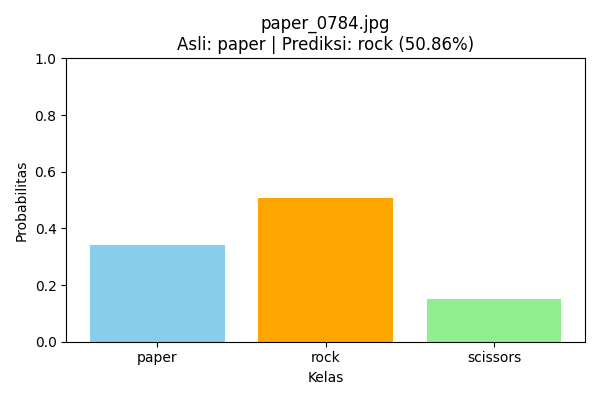 paper_0784.jpg
Asli: paper | Prediksi: rock (50.86%)
1.0
0.8
0.6
0.4
0.2
0.0
Probabilitas
paper rock scissors
Kelas